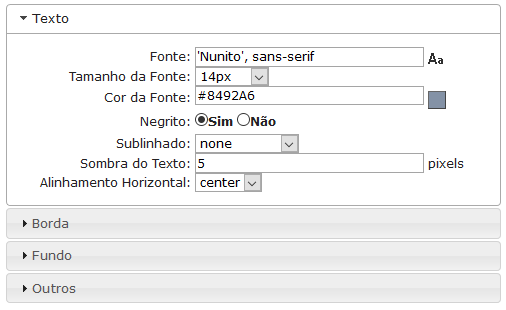 Texto
Fonte: 'Nunito', sans-serif Aa
Tamanho da Fonte: 14px
Cor da Fonte: #8492A6
Negrito: Sim Não
Sublinhado: none
Sombra do Texto: 5 pixels
Alinhamento Horizontal: center
Borda
Fundo
Outros